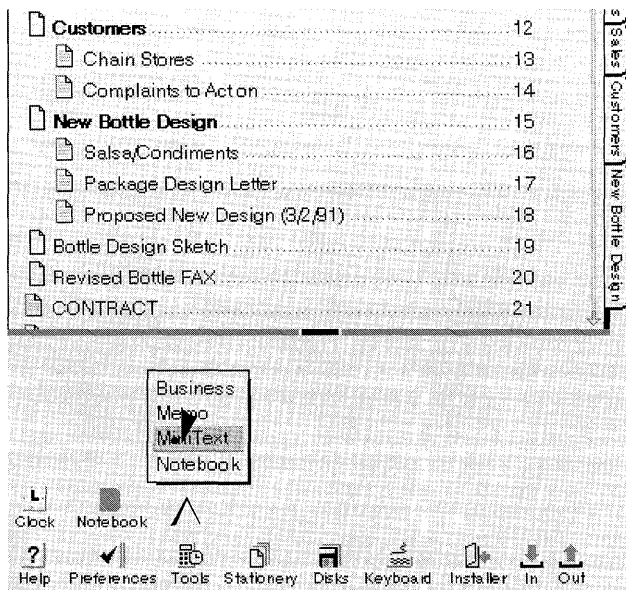 Customers 12
Chain Stores 13
Complaints to Act on 14
New Bottle Design 15
Salsa/Condiments 16
Package Design Letter 17
Proposed New Design (3/2/91) 18
Bottle Design Sketch 19
Revised Bottle FAX 20
CONTRACT 21
Sales
Customers
New Bottle Design
Business
Memo
MiniText
Notebook
Clock Notebook
Help Preferences Tools Stationery Disks Keyboard Installer In Out